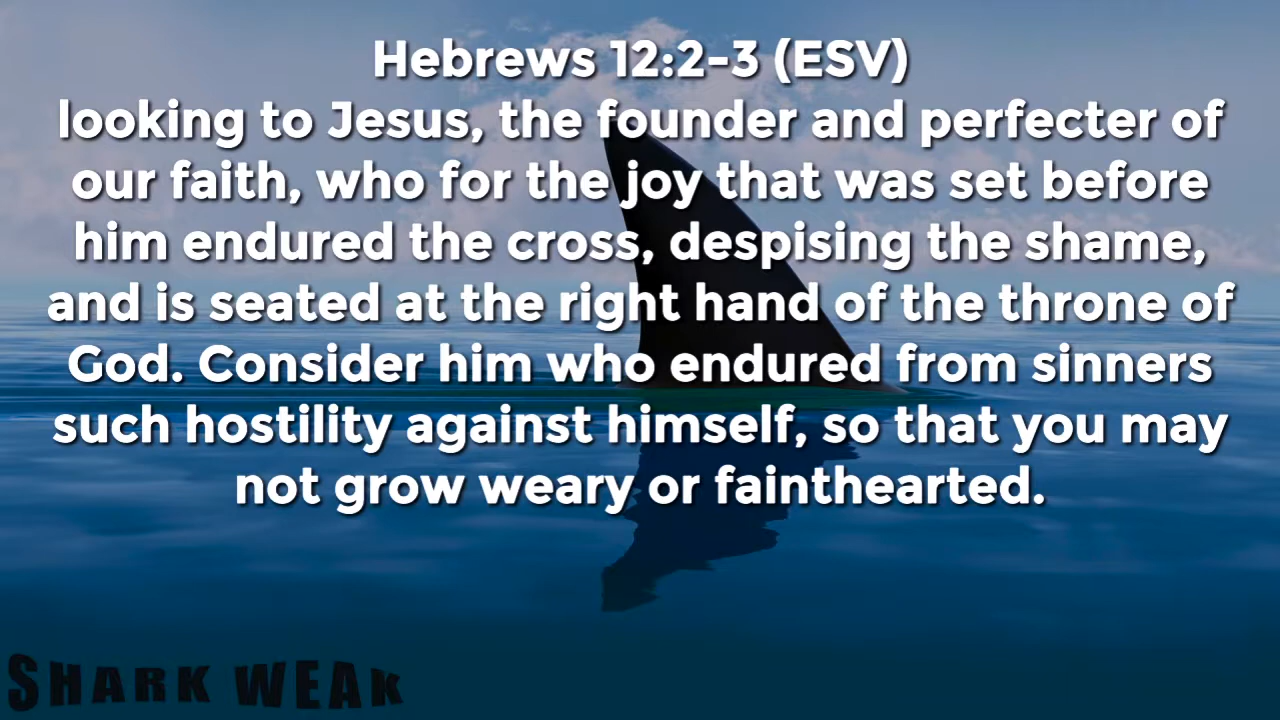 Hebrews 12:2-3 (ESV)
looking to Jesus, the founder and perfecter of
our faith, who for the joy that was set before
him endured the cross, despising the shame,
and is seated at the right hand of the throne of
God. Consider him who endured from sinners
such hostility against himself, so that you may
not grow weary or fainthearted.
SHARK WEAK